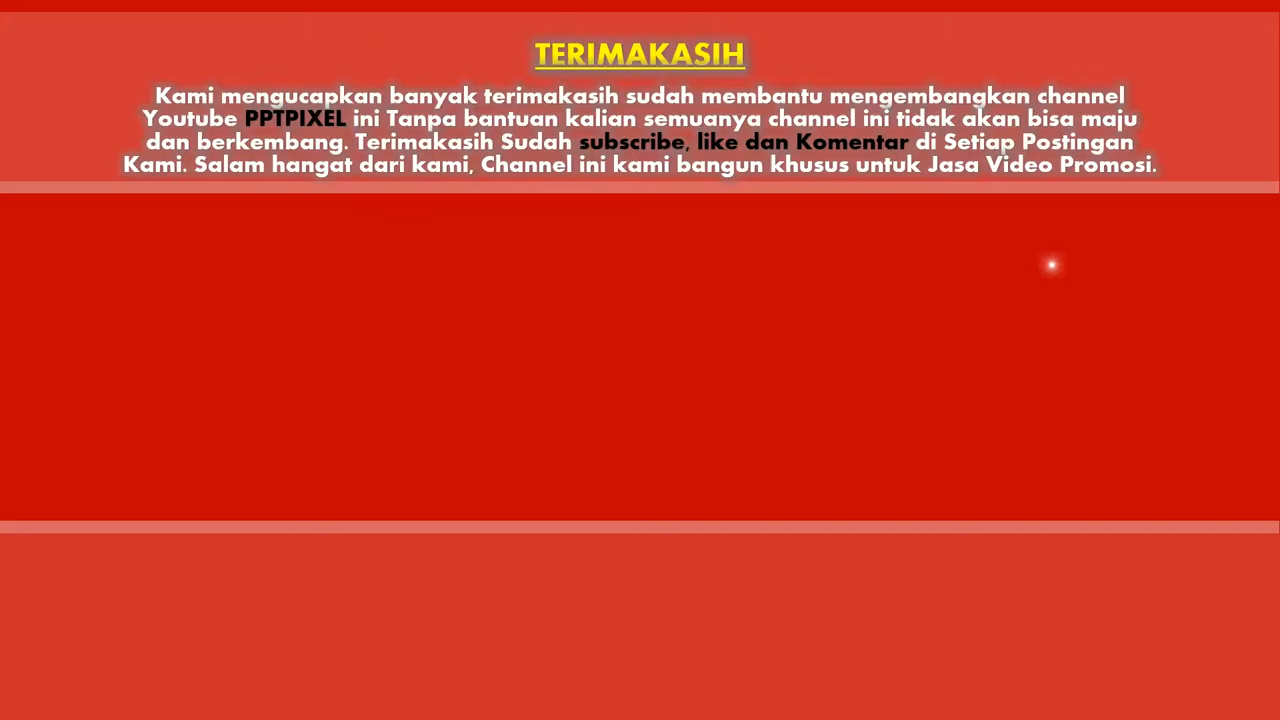 TERIMAKASIH
Kami mengucapkan banyak terimakasih sudah membantu mengembangkan channel
Youtube PPTPIXEL ini Tanpa bantuan kalian semuanya channel ini tidak akan bisa maju
dan berkembang. Terimakasih Sudah subscribe, like dan Komentar di Setiap Postingan
Kami. Salam hangat dari kami, Channel ini kami bangun khusus untuk Jasa Video Promosi.